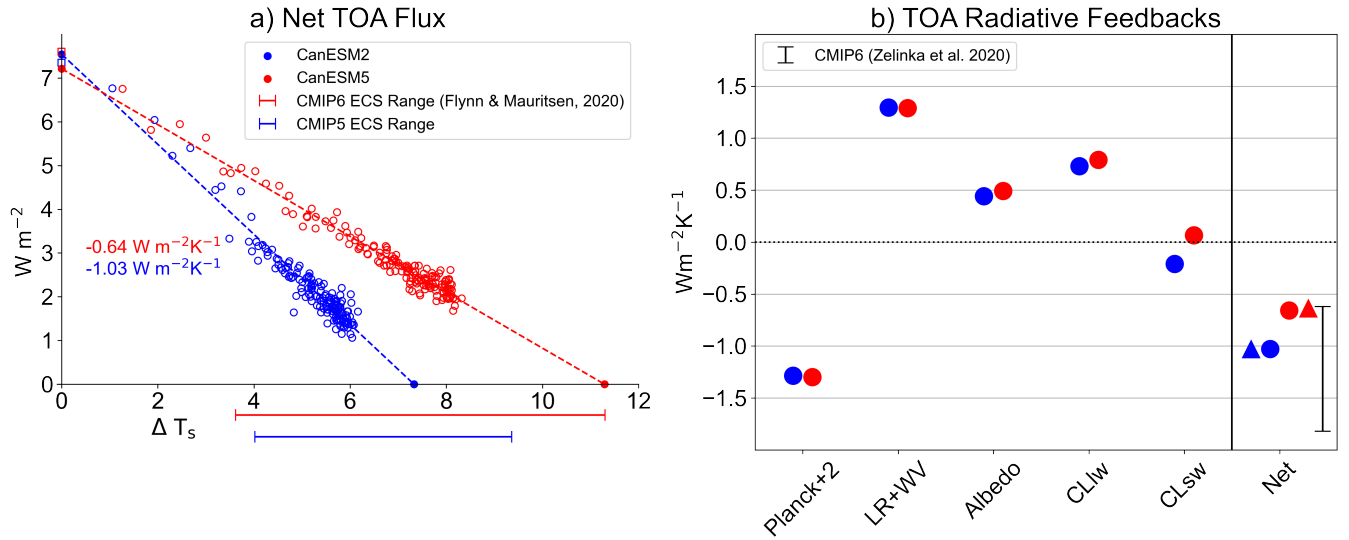 a) Net TOA Flux
CanESM2
CanESM5
CMIP6 ECS Range (Flynn & Mauritsen, 2020)
CMIP5 ECS Range
W m⁻²
7
6
5
4
3
2
1
0
-0.64 W m⁻²K⁻¹
-1.03 W m⁻²K⁻¹
0 2 4 6 8 10 12
Δ Tₛ
b) TOA Radiative Feedbacks
CMIP6 (Zelinka et al. 2020)
Wm⁻²K⁻¹
1.5
1.0
0.5
0.0
−0.5
−1.0
−1.5
Planck+2
LR+WV
Albedo
CLlw
CLsw
Net